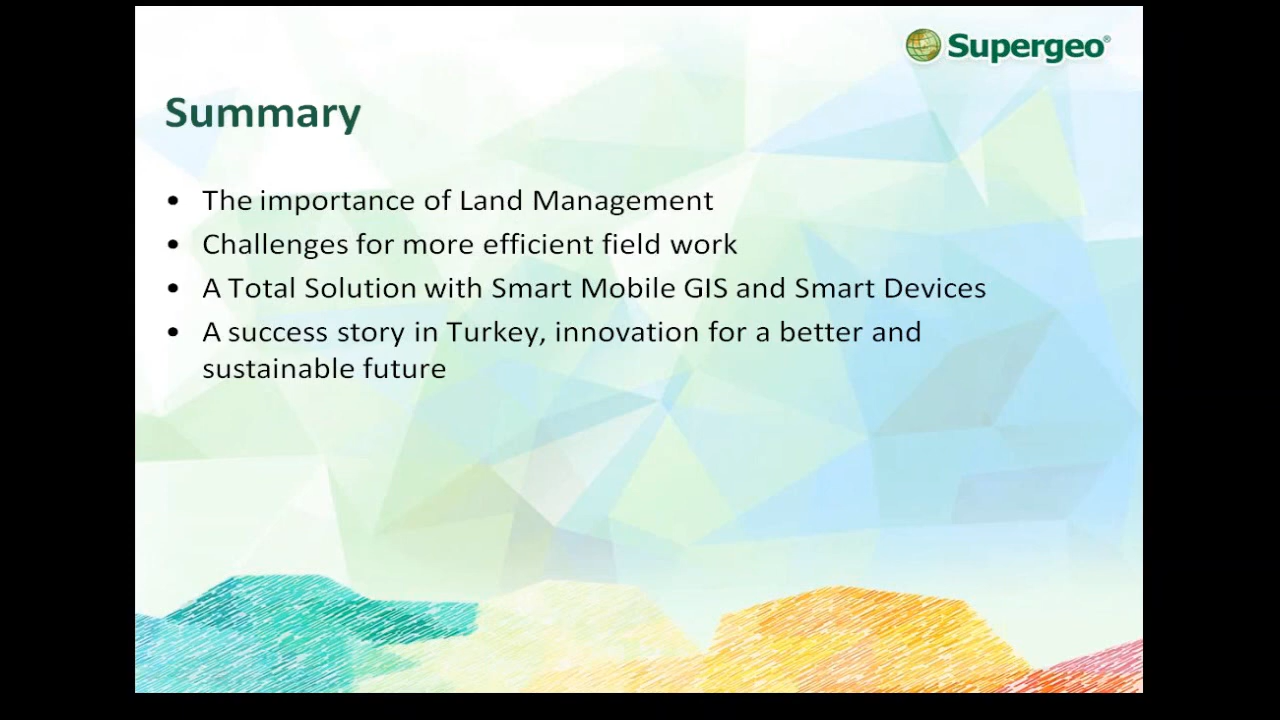 Supergeo®
Summary
• The importance of Land Management
• Challenges for more efficient field work
• A Total Solution with Smart Mobile GIS and Smart Devices
• A success story in Turkey, innovation for a better and
sustainable future